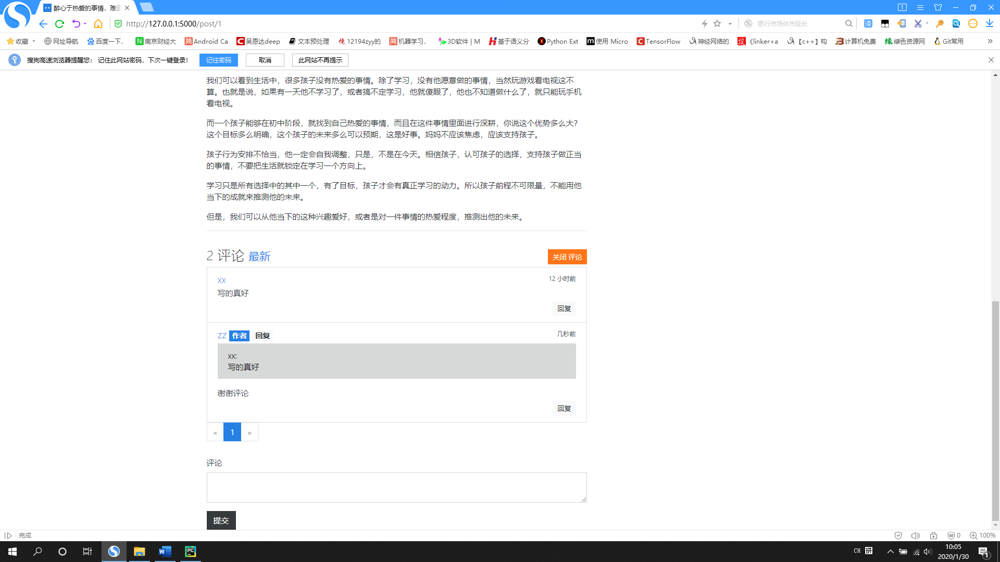 醉心于热爱的事情，难道
1
http://127.0.0.1:5000/post/1
银行市场休市延长
译
收藏
网址导航
百度一下，
南京财经大
Android Ca
吴恩达deep
文本预处理
12194zyy的
机器学习，
3D软件 | M
基于语义分
Python Ext
使用 Micro
TensorFlow
神经网络的
《linker+a
【c++】构
计算机免费
绿色资源网
Git常用
»
搜狗高速浏览器提醒您： 记住此网站密码，下次一键登录！
记住密码
取消
此网站不再提示
我们可以看到生活中，很多孩子没有热爱的事情。除了学习，没有他愿意做的事情，当然玩游戏看电视这不
算。也就是说，如果有一天他不学习了，或者搞不定学习，他就傻眼了，他也不知道做什么了，就只能玩手机
看电视。
而一个孩子能够在初中阶段，就找到自己热爱的事情，而且在这件事情里面进行深耕，你说这个优势多么大？
这个目标多么明确，这个孩子的未来多么可以预期，这是好事。妈妈不应该焦虑，应该支持孩子。
孩子行为安排不恰当，他一定会自我调整，只是，不是在今天。相信孩子，认可孩子的选择，支持孩子做正当
的事情，不要把生活就锁定在学习一个方向上。
学习只是所有选择中的其中一个，有了目标，孩子才会有真正学习的动力。所以孩子前程不可限量，不能用他
当下的成就来推测他的未来。
但是，我们可以从他当下的这种兴趣爱好，或者是对一件事情的热爱程度，推测出他的未来。
2 评论 最新
关闭 评论
XX
12 小时前
写的真好
回复
ZZ 作者 回复
几秒前
xx:
写的真好
谢谢评论
回复
« 1 »
评论
提交
完成
0
100%
CH 拼
10:05
2020/1/30
1